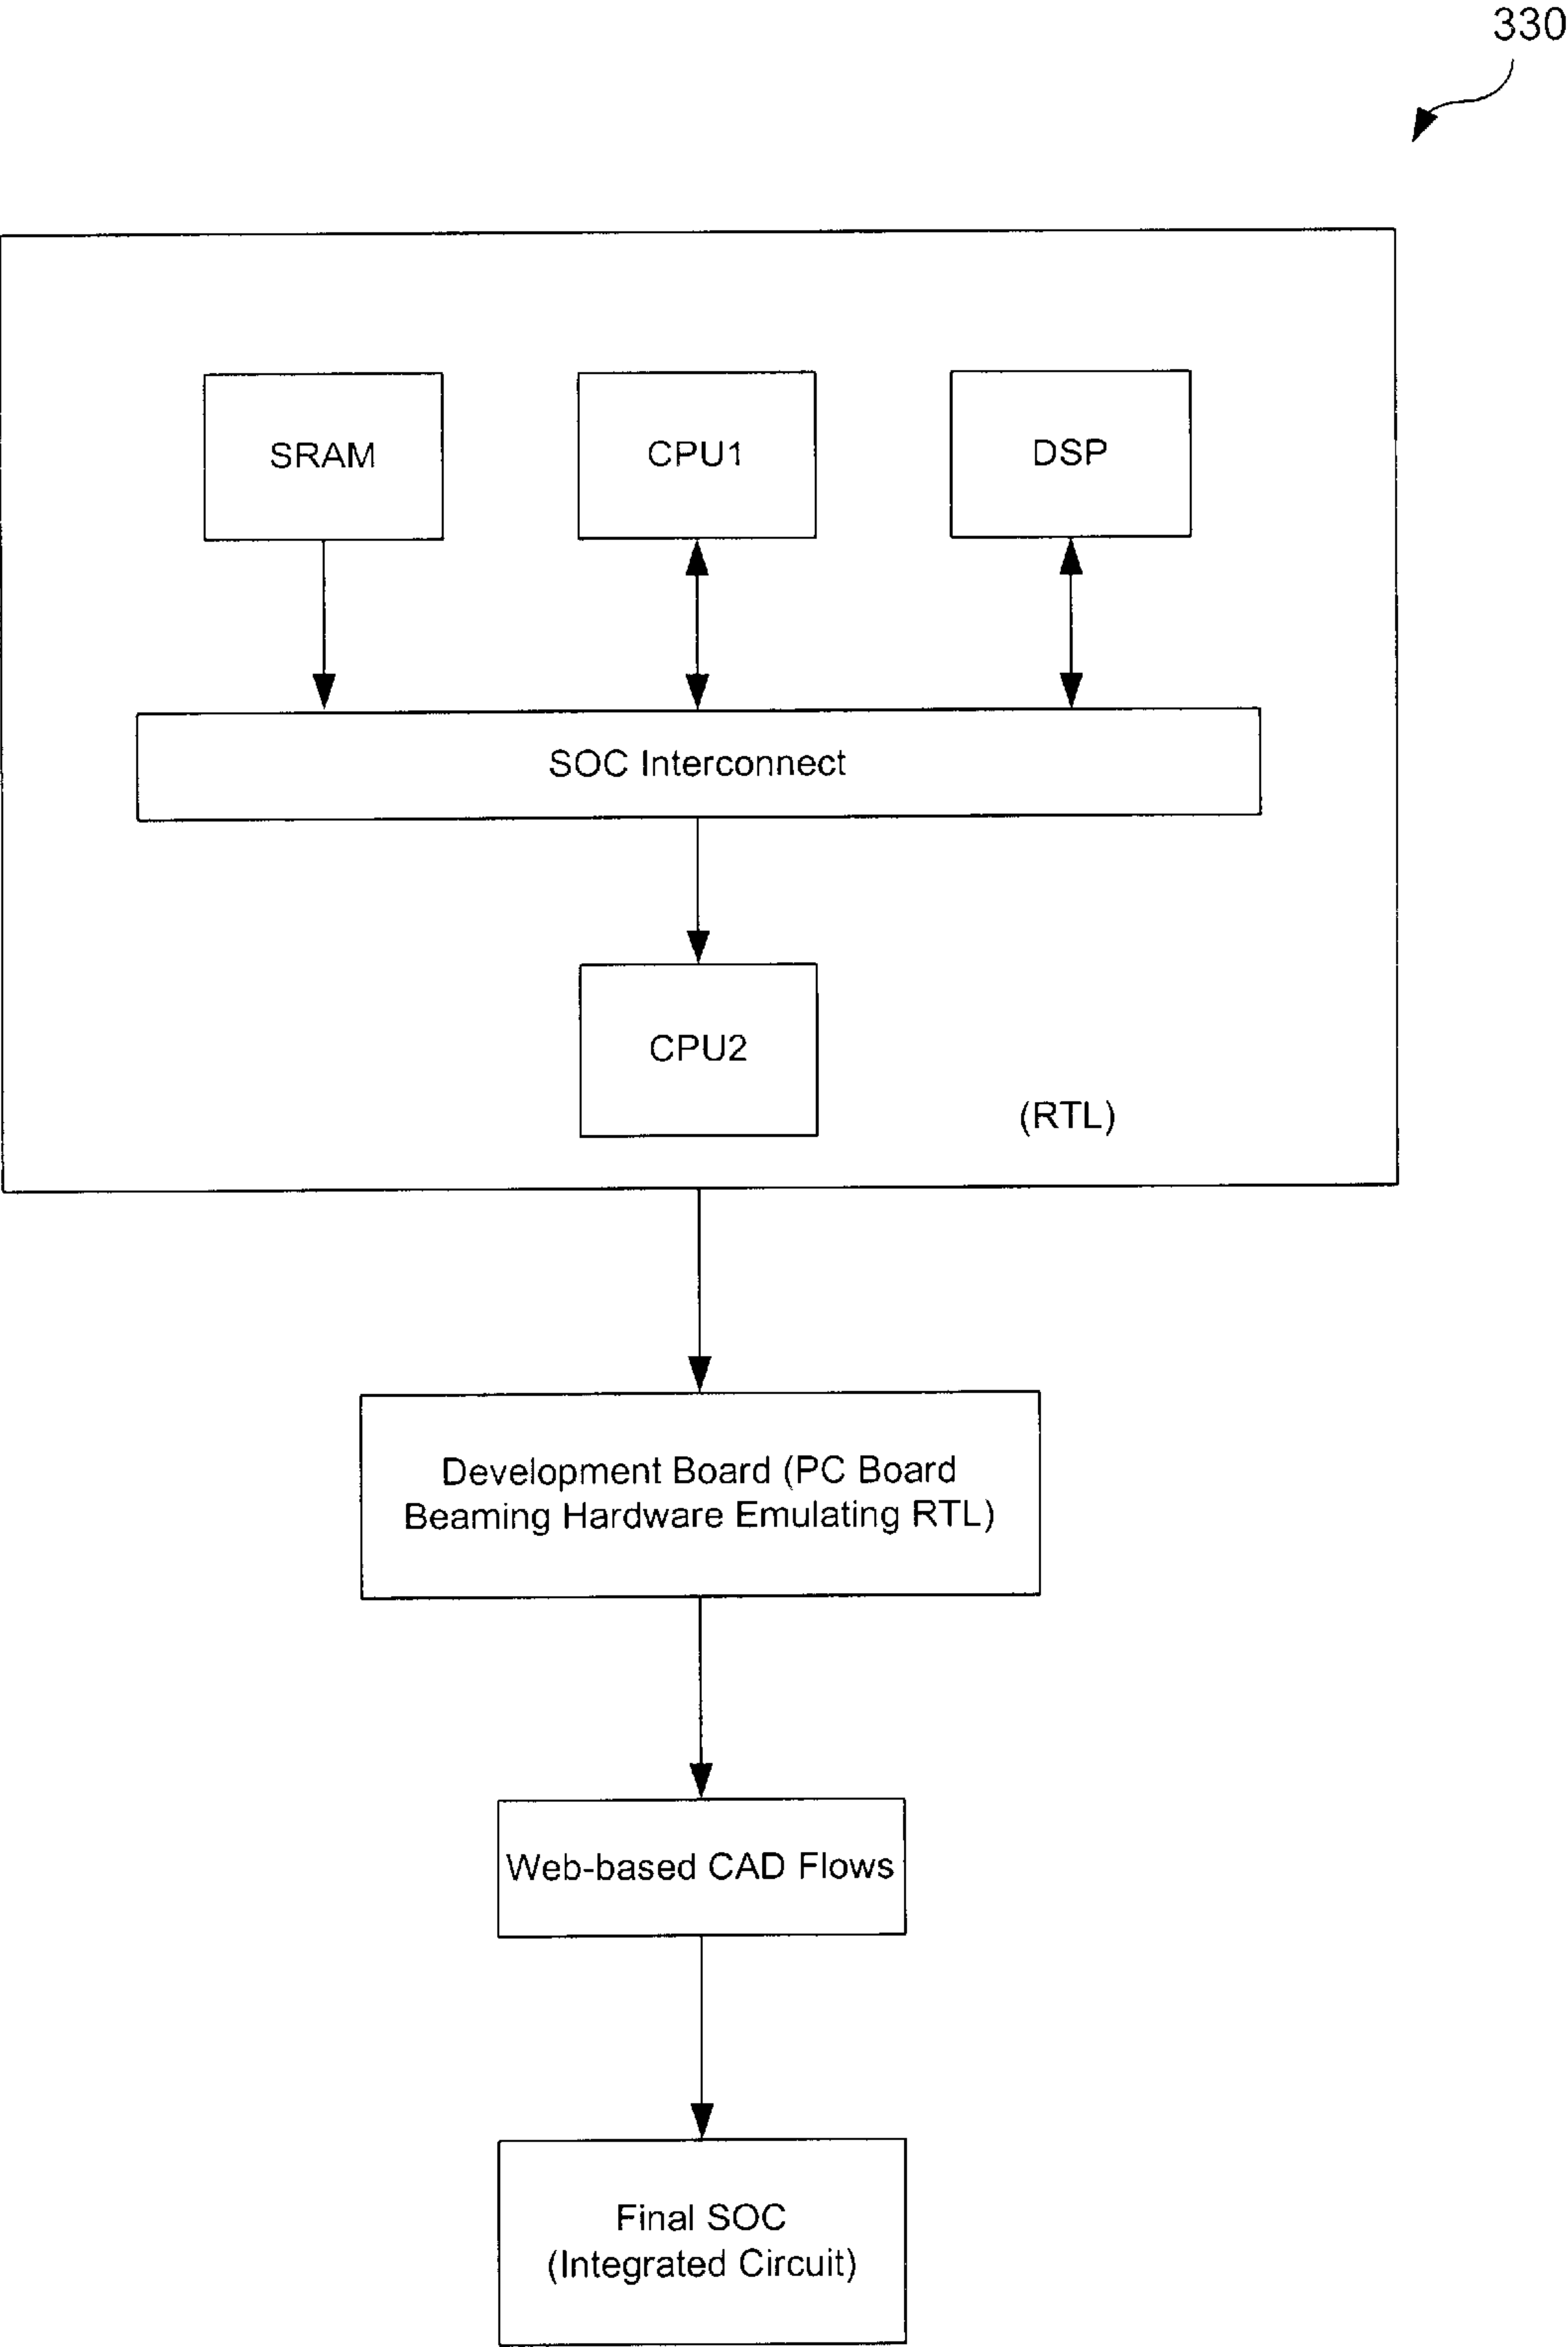 330
SRAM
CPU1
DSP
SOC Interconnect
CPU2
(RTL)
Development Board (PC Board
Beaming Hardware Emulating RTL)
Web-based CAD Flows
Final SOC
(Integrated Circuit)